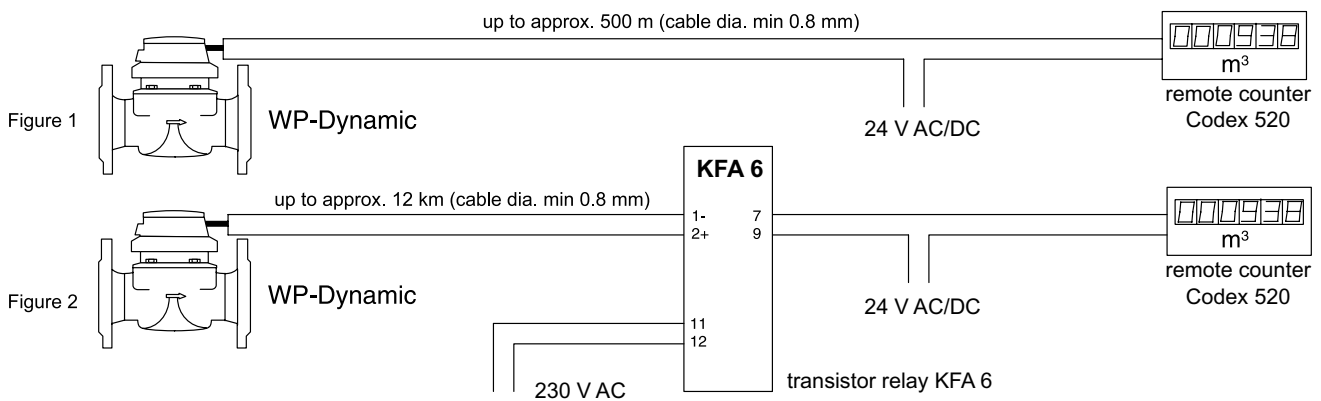 up to approx. 500 m (cable dia. min 0.8 mm)
000938
m³
remote counter
Codex 520
Figure 1
WP-Dynamic
24 V AC/DC
KFA 6
up to approx. 12 km (cable dia. min 0.8 mm)
1- 7
2+ 9
000938
m³
remote counter
Codex 520
Figure 2
WP-Dynamic
24 V AC/DC
11
12
230 V AC
transistor relay KFA 6